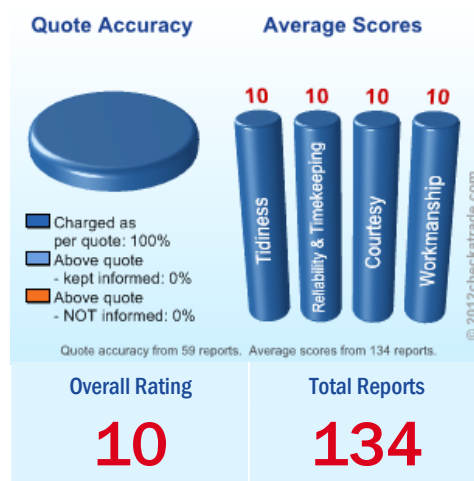 Quote Accuracy
Average Scores
10 10 10 10
Tidiness
Reliability & Timekeeping
Courtesy
Workmanship
Charged as
per quote: 100%
Above quote
- kept informed: 0%
Above quote
- NOT informed: 0%
© 2012checkatrade.com
Quote accuracy from 59 reports. Average scores from 134 reports.
Overall Rating
10
Total Reports
134